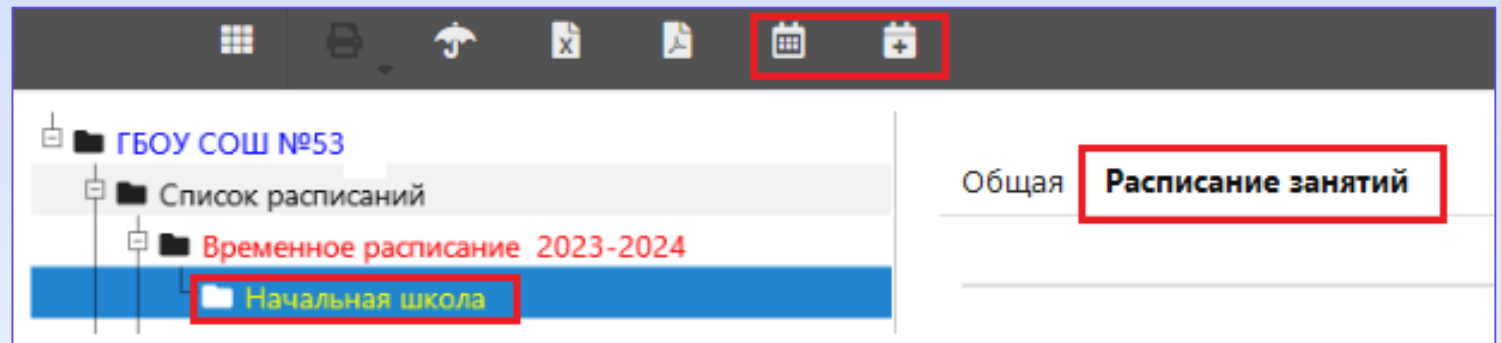 ГБОУ СОШ №53
Список расписаний
Временное расписание 2023-2024
Начальная школа
Общая Расписание занятий